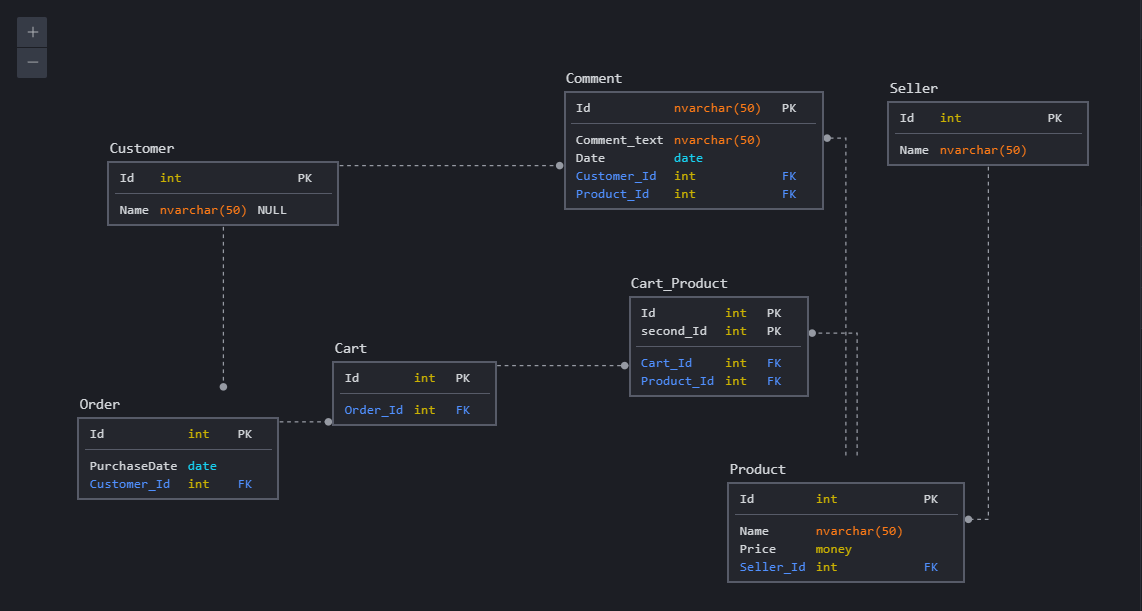 +
−
Comment
Id nvarchar(50) PK
Comment_text nvarchar(50)
Date date
Customer_Id int FK
Product_Id int FK
Seller
Id int PK
Name nvarchar(50)
Customer
Id int PK
Name nvarchar(50) NULL
Cart_Product
Id int PK
second_Id int PK
Cart_Id int FK
Product_Id int FK
Cart
Id int PK
Order_Id int FK
Order
Id int PK
PurchaseDate date
Customer_Id int FK
Product
Id int PK
Name nvarchar(50)
Price money
Seller_Id int FK